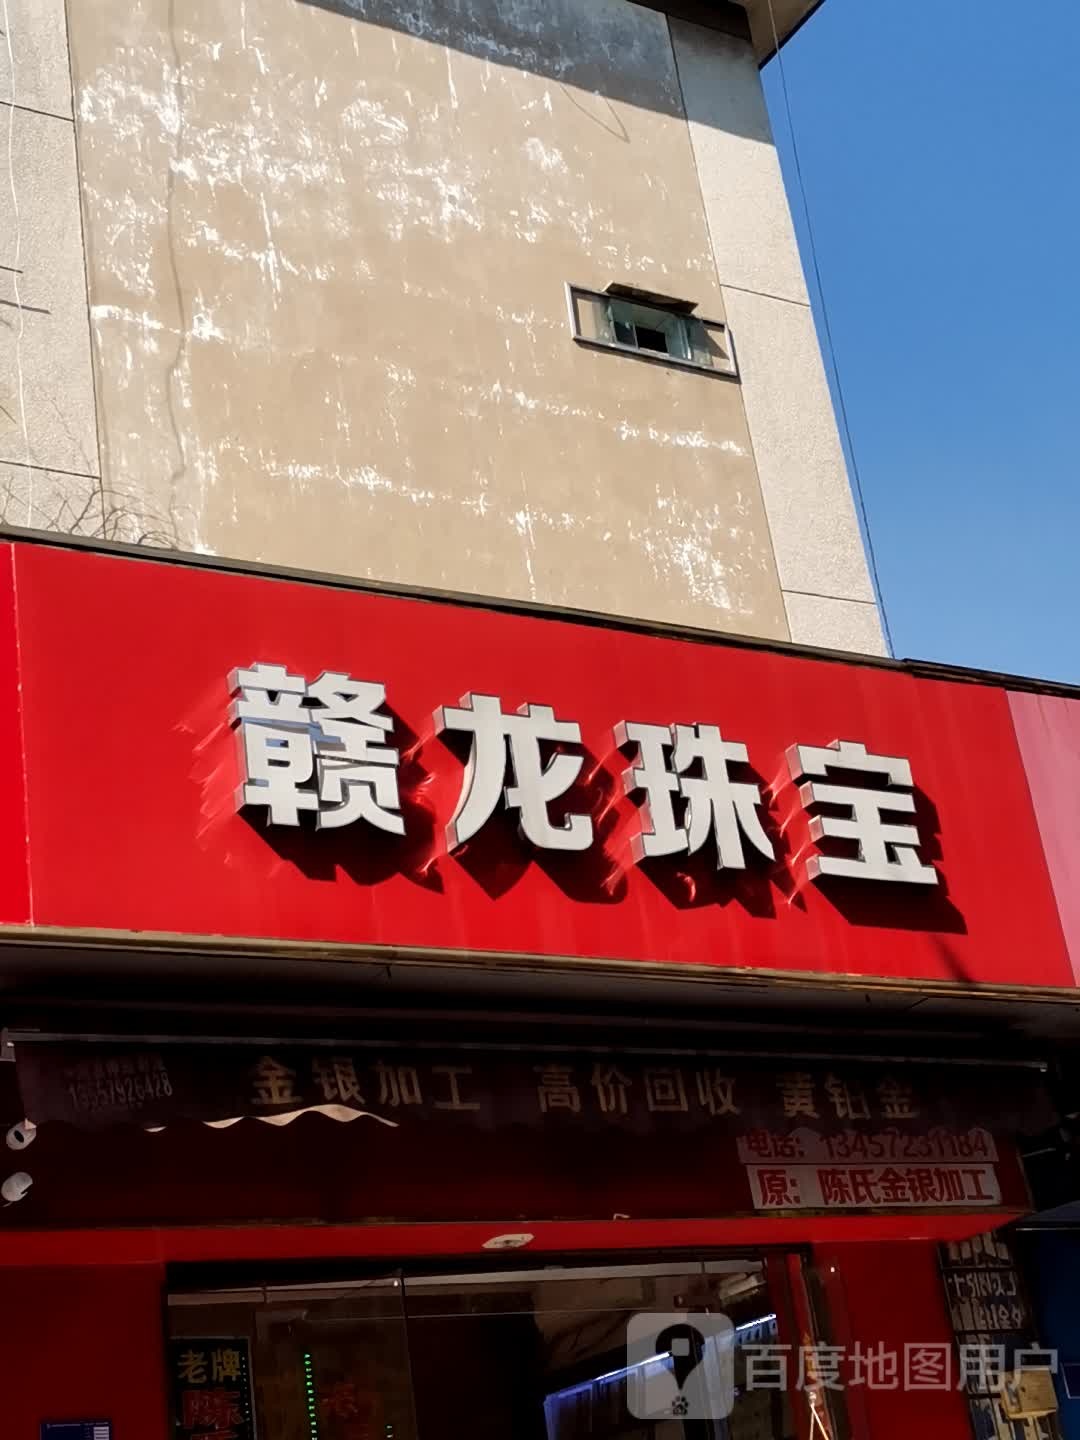 赣龙珠宝
金银加工 高价回收 黄铂金
电话：13457231184
原：陈氏金银加工
老牌
陈
百度地图用户